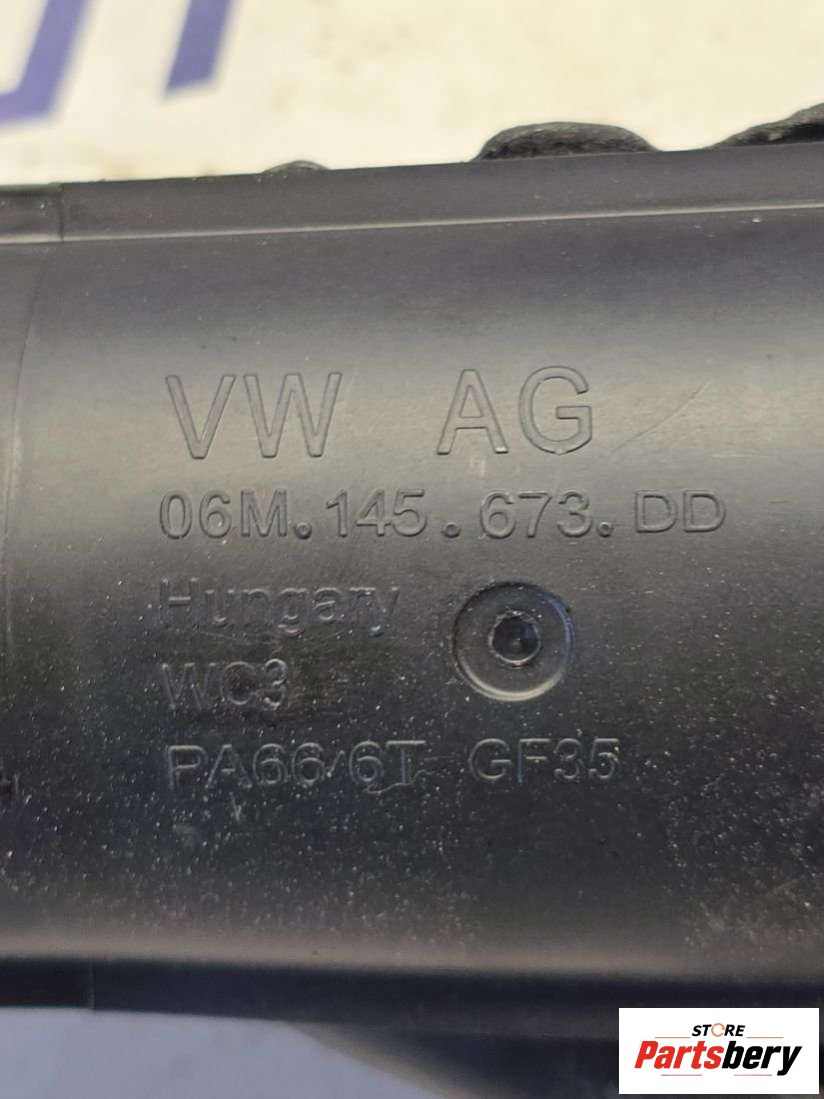 VW AG
06M.145.673.DD
Hungary
WC3
PA66/6T GF35
STORE
Partsbery